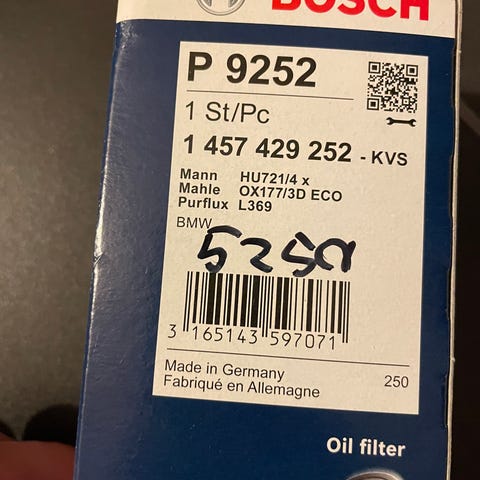 BOSCH
P 9252
1 St/Pc
1 457 429 252 - KVS
Mann HU721/4 x
Mahle OX177/3D ECO
Purflux L369
BMW
3 165143 597071
Made in Germany
Fabriqué en Allemagne
250
Oil filter